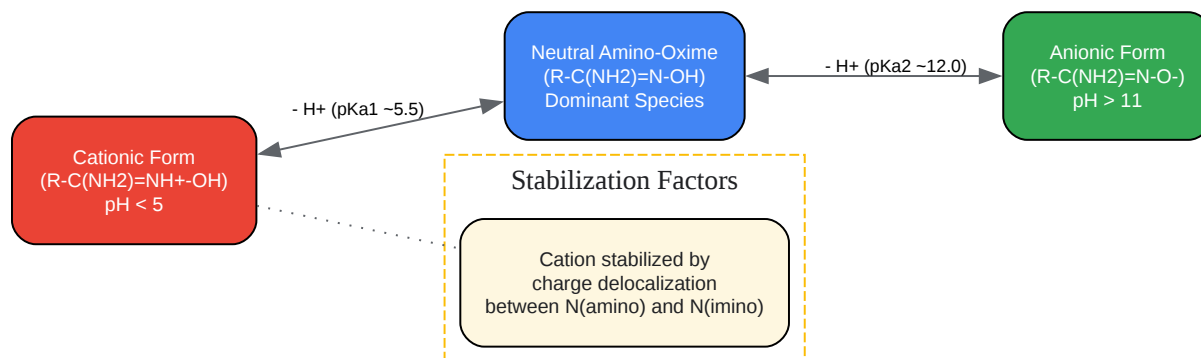 Neutral Amino-Oxime
(R-C(NH2)=N-OH)
Dominant Species
- H+ (pKa2 ~12.0)
Anionic Form
(R-C(NH2)=N-O-)
pH > 11
- H+ (pKa1 ~5.5)
Cationic Form
(R-C(NH2)=NH+-OH)
pH < 5
Stabilization Factors
Cation stabilized by
charge delocalization
between N(amino) and N(imino)